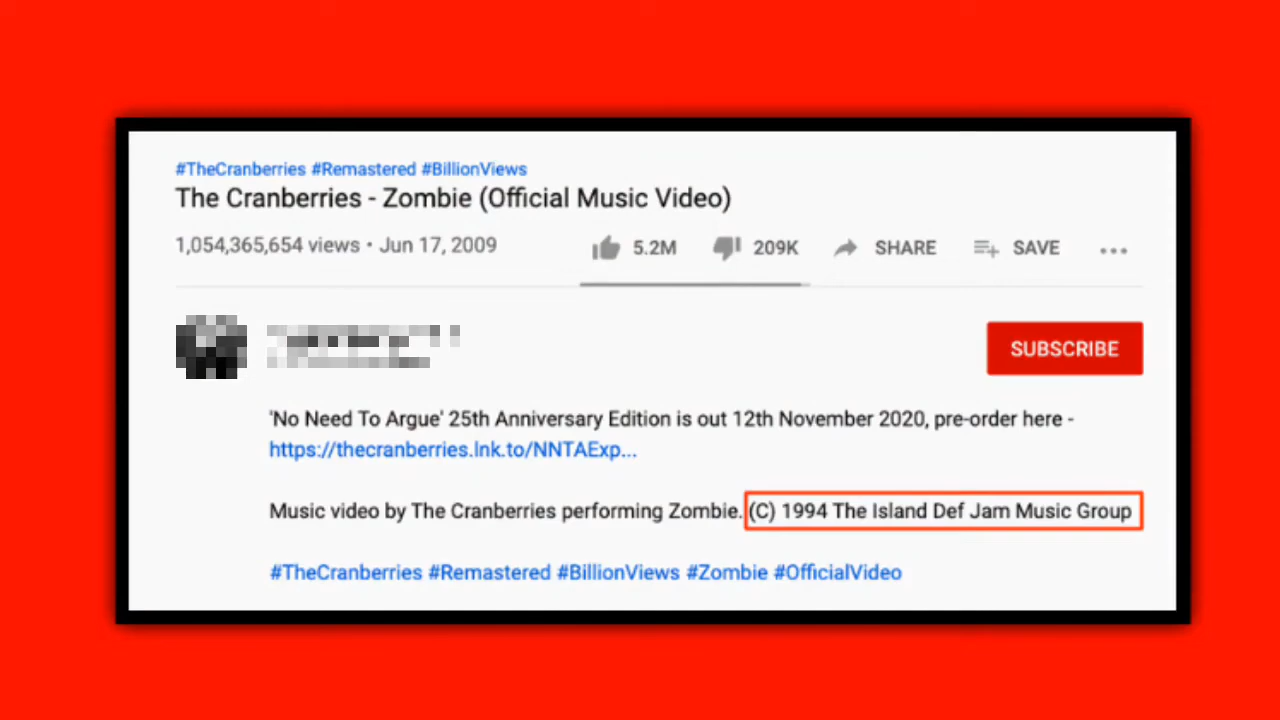 #TheCranberries #Remastered #BillionViews
The Cranberries - Zombie (Official Music Video)
1,054,365,654 views • Jun 17, 2009 5.2M 209K SHARE SAVE ...
SUBSCRIBE
'No Need To Argue' 25th Anniversary Edition is out 12th November 2020, pre-order here -
https://thecranberries.lnk.to/NNTAExp...
Music video by The Cranberries performing Zombie. (C) 1994 The Island Def Jam Music Group
#TheCranberries #Remastered #BillionViews #Zombie #OfficialVideo